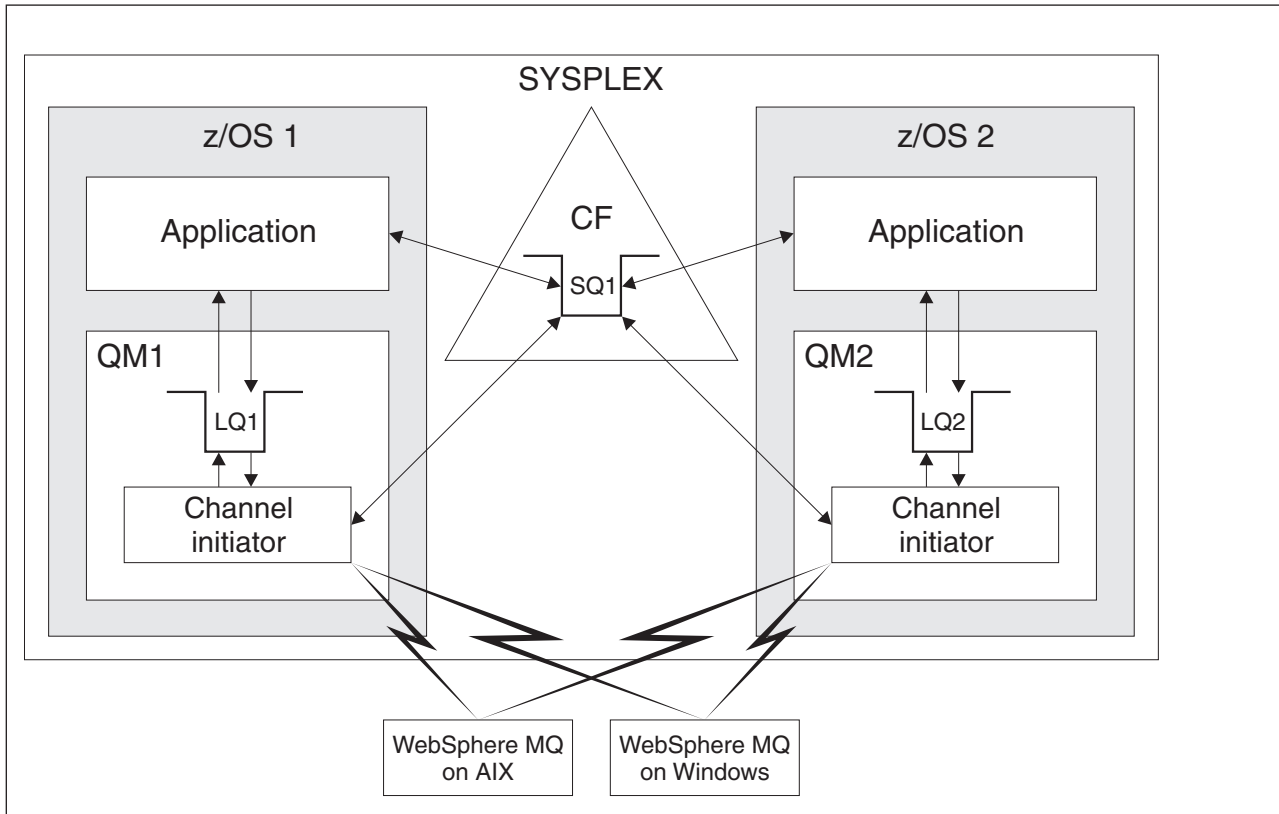 SYSPLEX
z/OS 1
z/OS 2
Application
CF
SQ1
Application
QM1
QM2
LQ1
LQ2
Channel
initiator
Channel
initiator
WebSphere MQ
on AIX
WebSphere MQ
on Windows